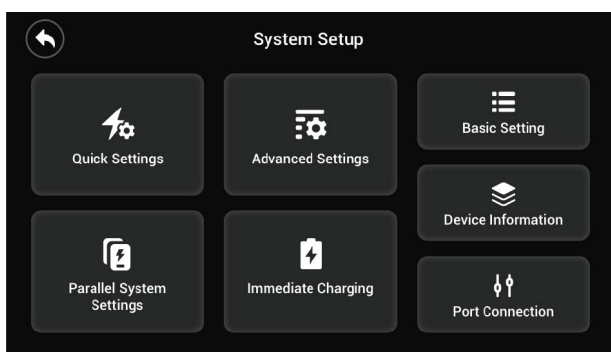 System Setup
Quick Settings
Advanced Settings
Basic Setting
Device Information
Parallel System
Settings
Immediate Charging
Port Connection